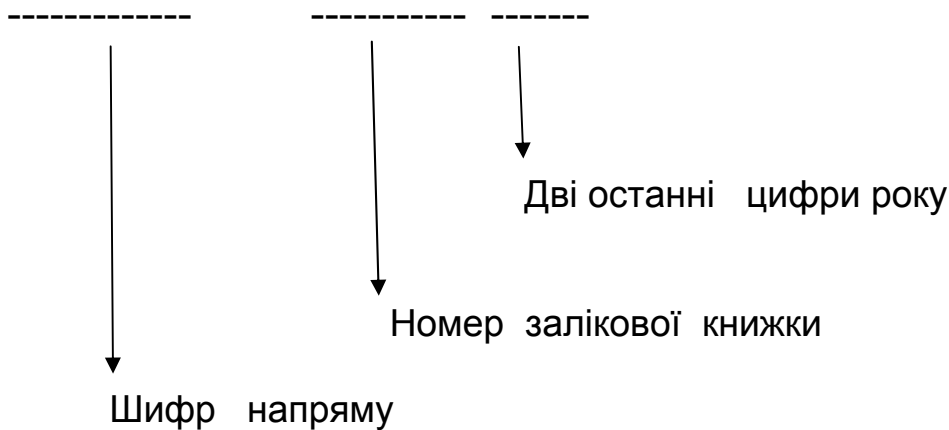 ------------- ----------- -------
Дві останні цифри року
Номер залікової книжки
Шифр напряму